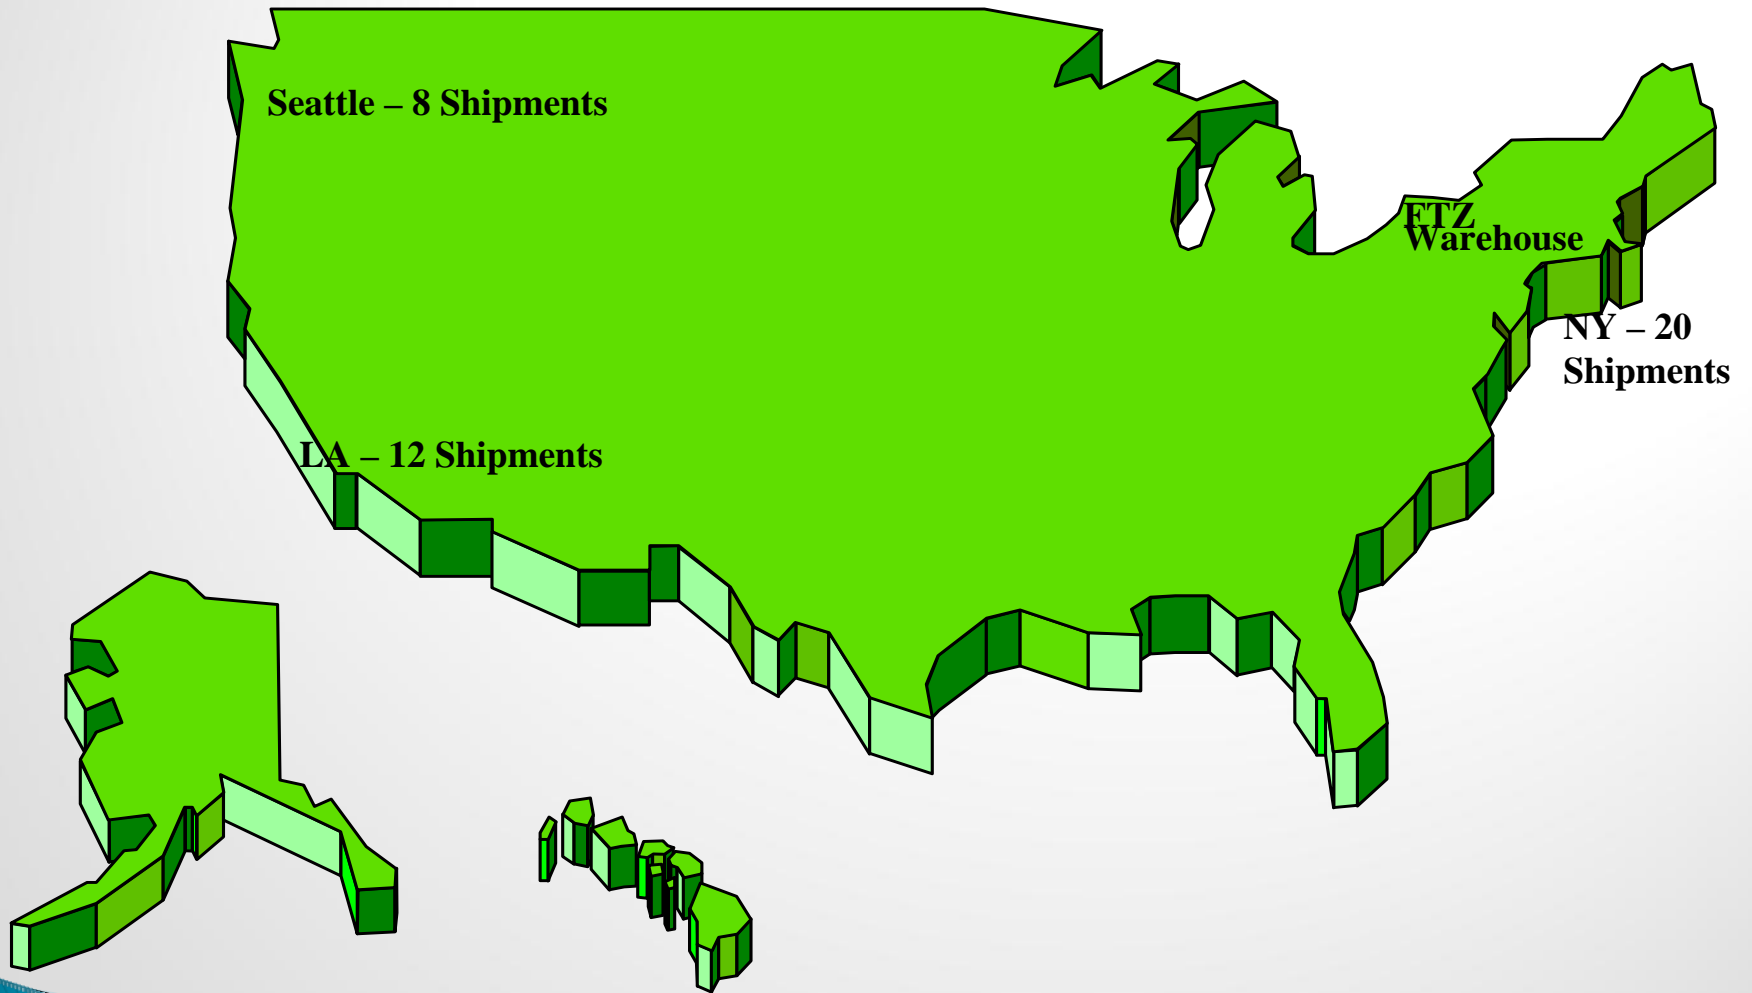 Seattle – 8 Shipments
FTZ
Warehouse
NY – 20
Shipments
LA – 12 Shipments